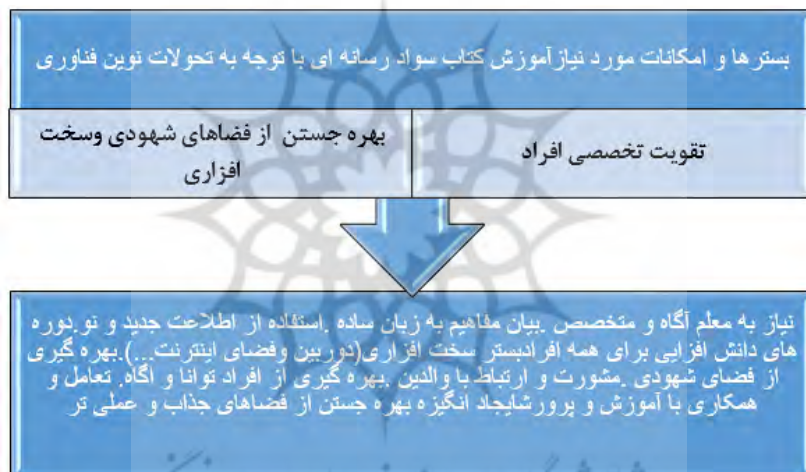 بسترها و امکانات مورد نیازآموزش کتاب سواد رسانه ای با توجه به تحولات نوین فناوری
تقویت تخصصی افراد
بهره جستن از فضاهای شهودی وسخت
افزاری
نیاز به معلم آگاه و متخصص .بیان مفاهیم به زبان ساده .استفاده از اطلاعت جدید و نو.دوره
های دانش افزایی برای همه افرادبستر سخت افزاری(دوربین وفضای اینترنت...).بهره گیری
از فضای شهودی .مشورت و ارتباط با والدین .بهره گیری از افراد توانا و اگاه. تعامل و
همکاری با آموزش و پرورشایجاد انگیزه بهره جستن از فضاهای جذاب و عملی تر